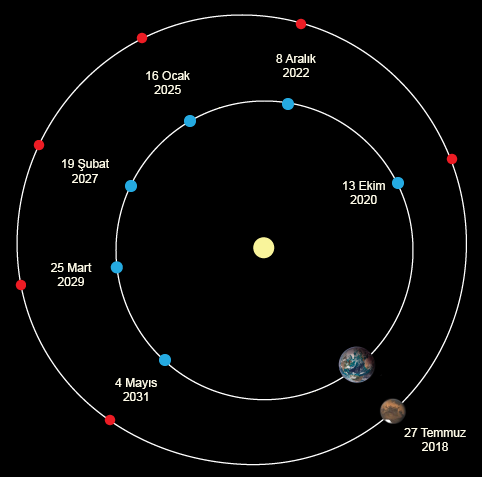 8 Aralık
2022
16 Ocak
2025
19 Şubat
2027
13 Ekim
2020
25 Mart
2029
4 Mayıs
2031
27 Temmuz
2018